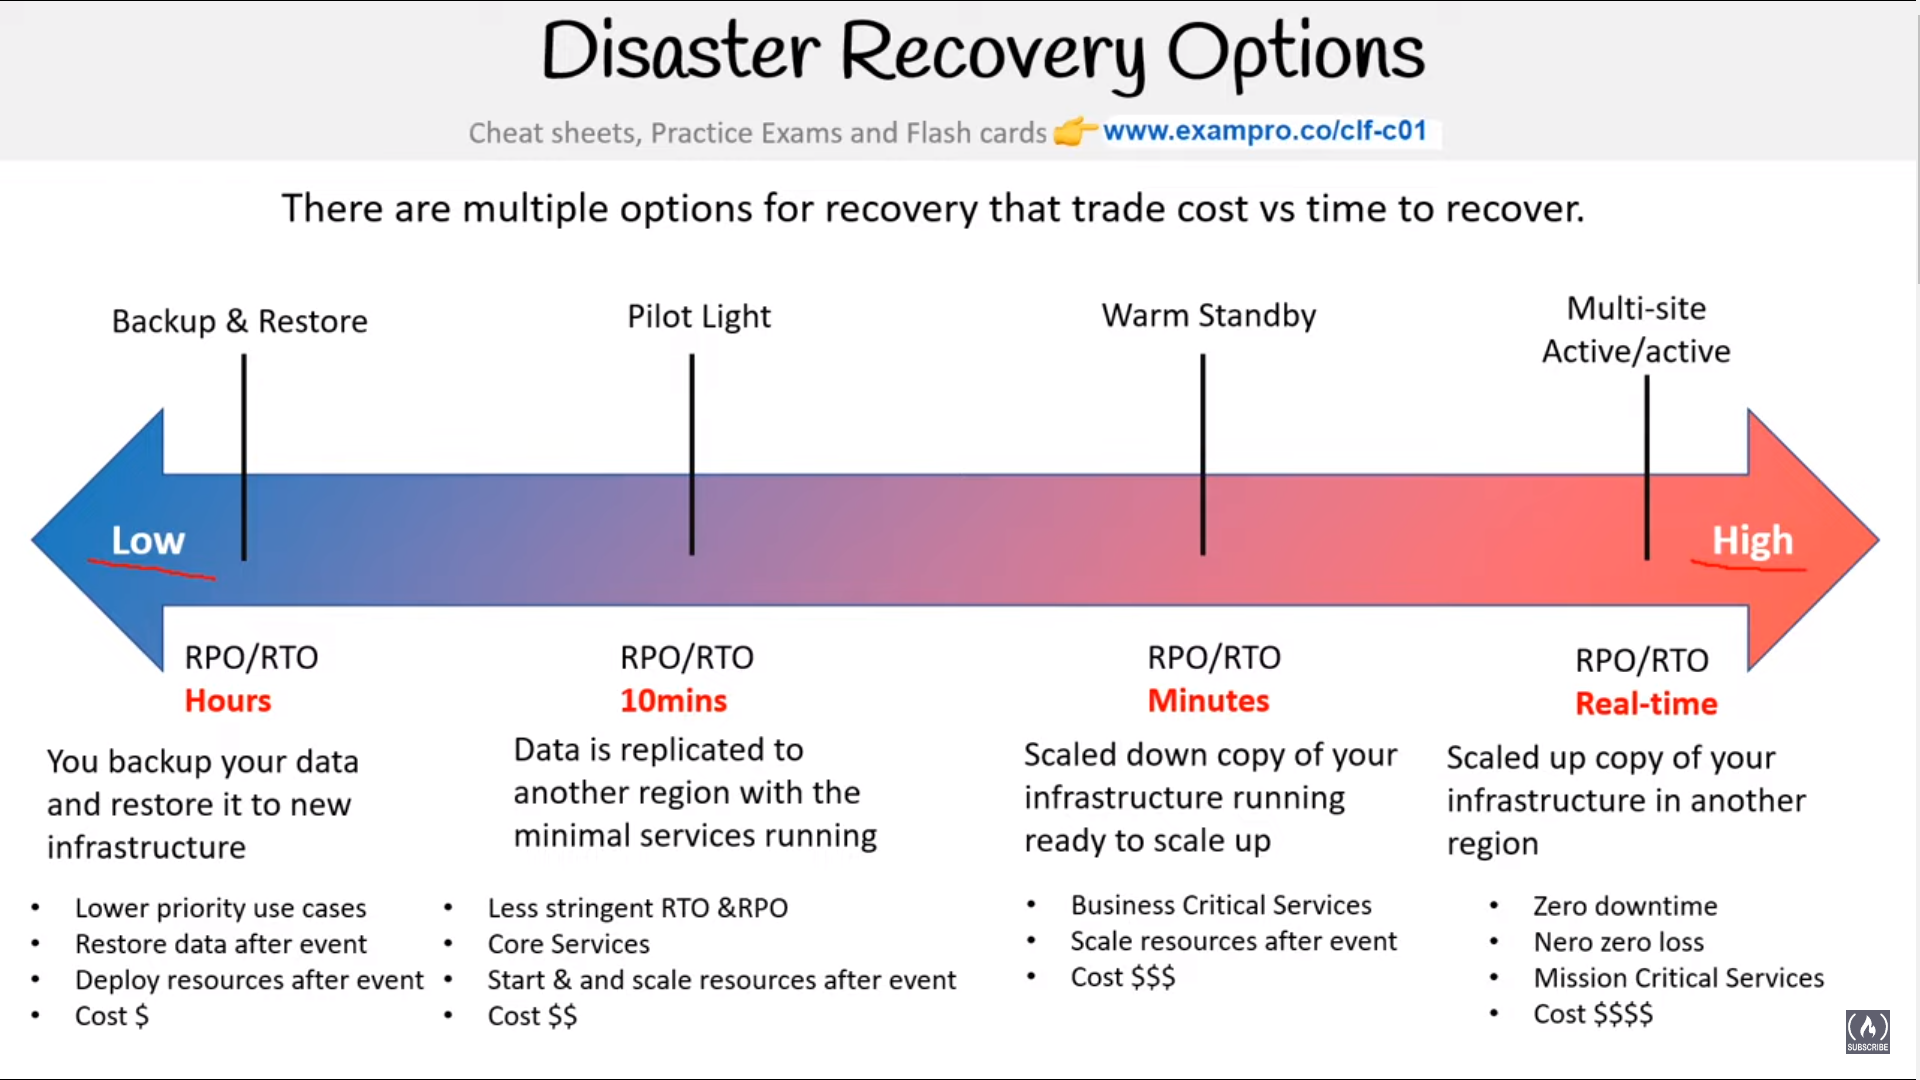 Disaster Recovery Options
Cheat sheets, Practice Exams and Flash cards 👉 www.exampro.co/clf-c01
There are multiple options for recovery that trade cost vs time to recover.
Backup & Restore
Pilot Light
Warm Standby
Multi-site
Active/active
Low
High
RPO/RTO
Hours
You backup your data
and restore it to new
infrastructure
• Lower priority use cases
• Restore data after event
• Deploy resources after event
• Cost $
RPO/RTO
10mins
Data is replicated to
another region with the
minimal services running
• Less stringent RTO &RPO
• Core Services
• Start & and scale resources after event
• Cost $$
RPO/RTO
Minutes
Scaled down copy of your
infrastructure running
ready to scale up
• Business Critical Services
• Scale resources after event
• Cost $$$
RPO/RTO
Real-time
Scaled up copy of your
infrastructure in another
region
• Zero downtime
• Nero zero loss
• Mission Critical Services
• Cost $$$$
SUBSCRIBE